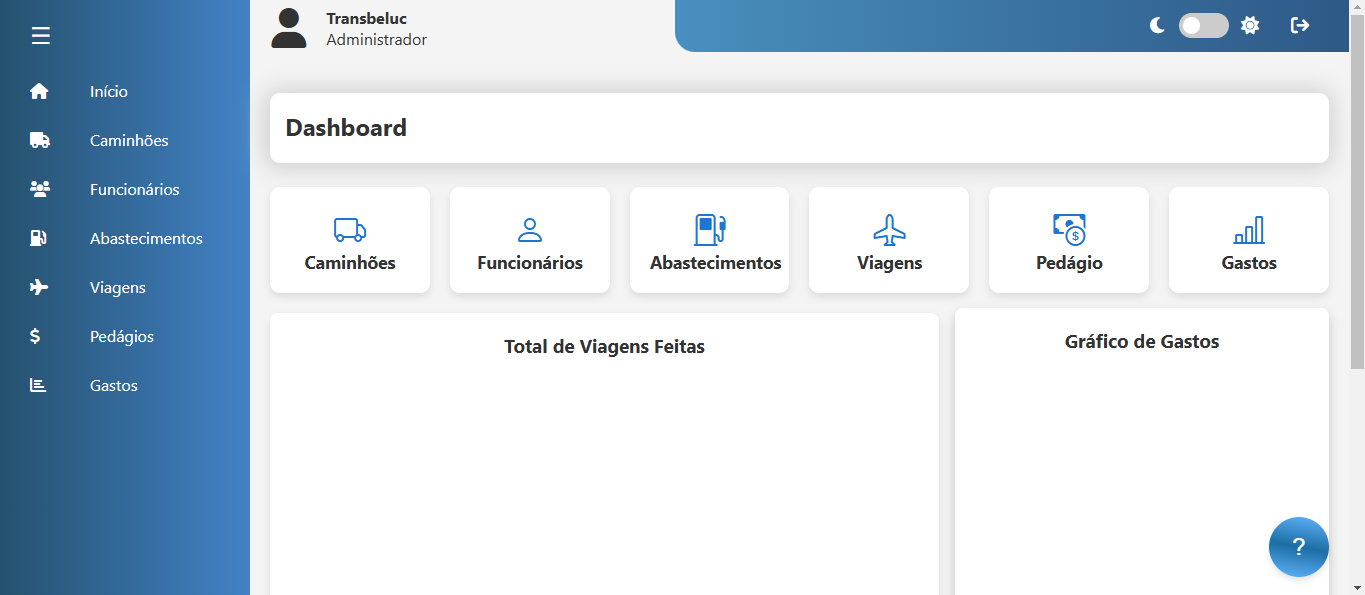 Transbeluc
Administrador
Início
Caminhões
Funcionários
Abastecimentos
Viagens
Pedágios
Gastos
Dashboard
Caminhões
Funcionários
Abastecimentos
Viagens
Pedágio
Gastos
Total de Viagens Feitas
Gráfico de Gastos
?